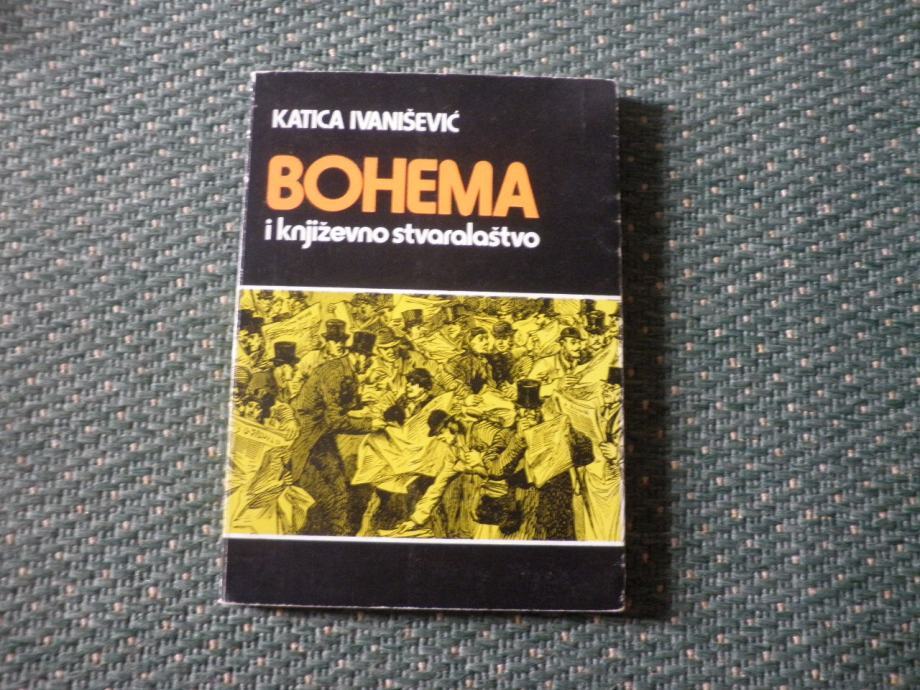 KATICA IVANIŠEVIĆ
BOHEMA
i književno stvaralaštvo